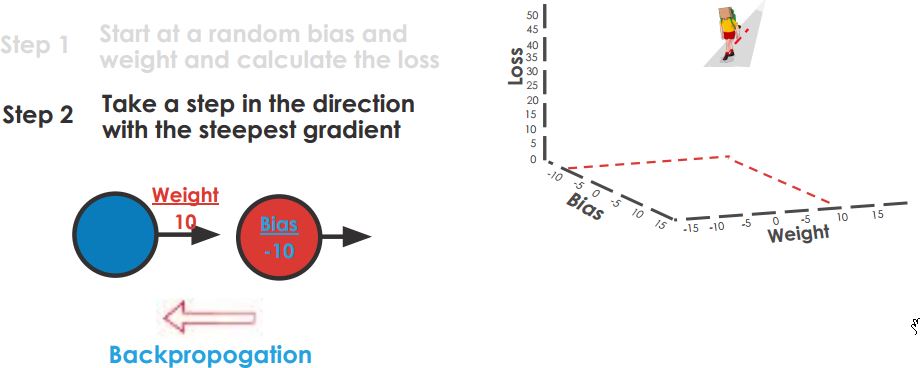 Step 1
Start at a random bias and
weight and calculate the loss
Step 2
Take a step in the direction
with the steepest gradient
Weight
10
Bias
-10
Backpropogation
Loss
50
45
40
35
30
25
20
15
10
5
0
-10
-5
0
-5
10
15
Bias
-15
-10
-5
0
-5
10
15
Weight